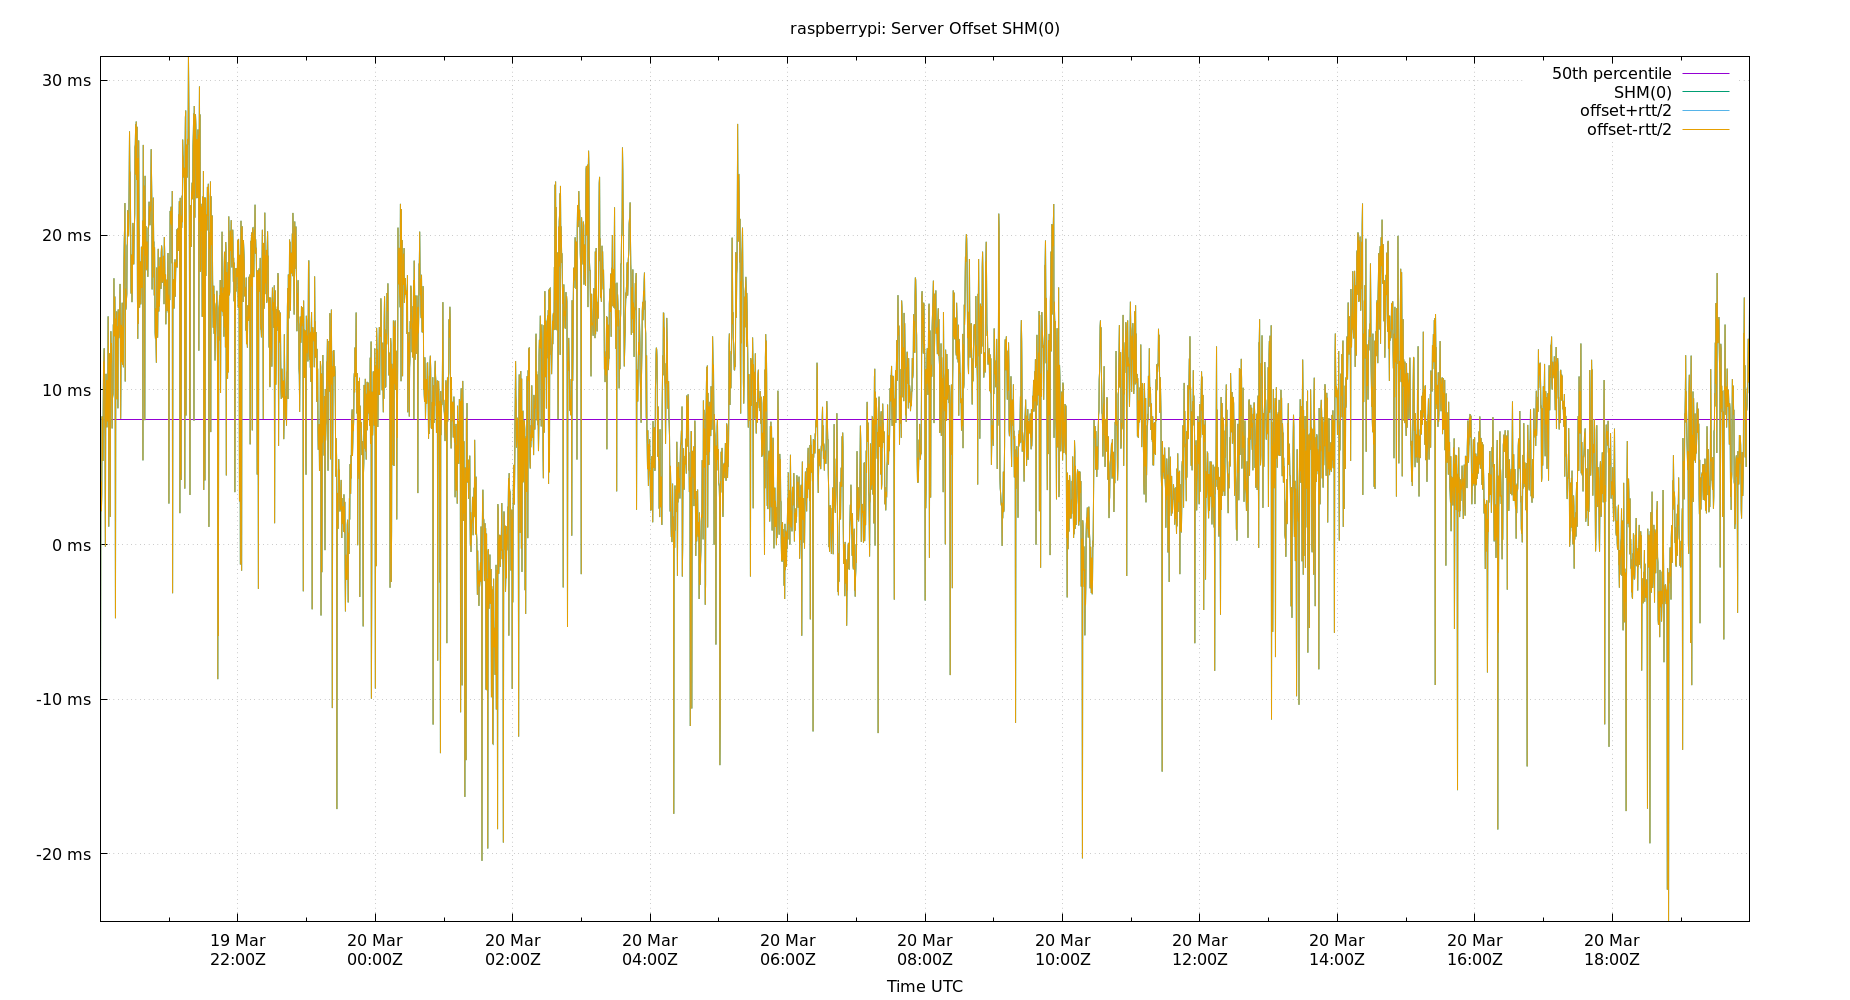 raspberrypi: Server Offset SHM(0)
50th percentile
SHM(0)
offset+rtt/2
offset-rtt/2
30 ms
20 ms
10 ms
0 ms
-10 ms
-20 ms
19 Mar 20 Mar 20 Mar 20 Mar 20 Mar 20 Mar 20 Mar 20 Mar 20 Mar 20 Mar 20 Mar
22:00Z 00:00Z 02:00Z 04:00Z 06:00Z 08:00Z 10:00Z 12:00Z 14:00Z 16:00Z 18:00Z
Time UTC